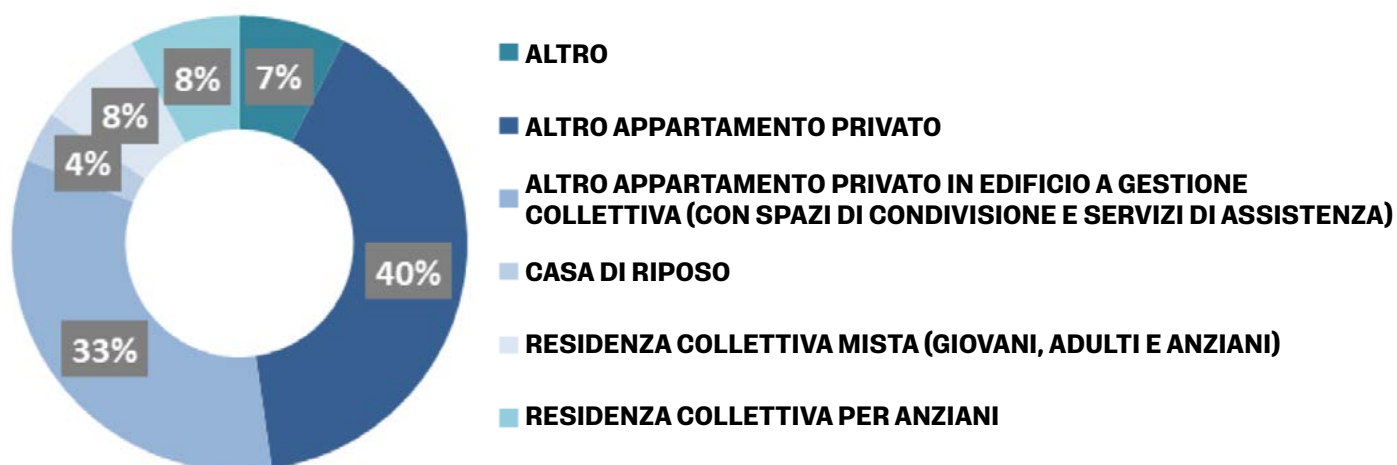 8%
7%
8%
4%
40%
33%
ALTRO
ALTRO APPARTAMENTO PRIVATO
ALTRO APPARTAMENTO PRIVATO IN EDIFICIO A GESTIONE
COLLETTIVA (CON SPAZI DI CONDIVISIONE E SERVIZI DI ASSISTENZA)
CASA DI RIPOSO
RESIDENZA COLLETTIVA MISTA (GIOVANI, ADULTI E ANZIANI)
RESIDENZA COLLETTIVA PER ANZIANI